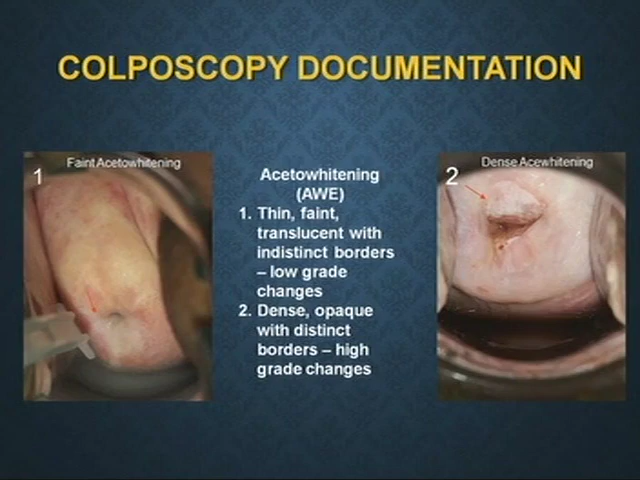 COLPOSCOPY DOCUMENTATION
1
Faint Acetowhitening
Acetowhitening
(AWE)
1. Thin, faint,
translucent with
indistinct borders
– low grade
changes
2. Dense, opaque
with distinct
borders – high
grade changes
2
Dense Acewhitening